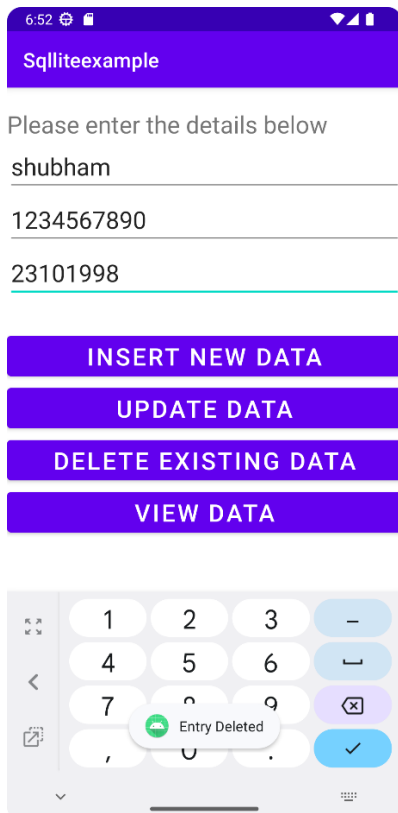 6:52
Sqlliteexample
Please enter the details below
shubham
1234567890
23101998
INSERT NEW DATA
UPDATE DATA
DELETE EXISTING DATA
VIEW DATA
1 2 3 –
4 5 6
7 9
, .
Entry Deleted